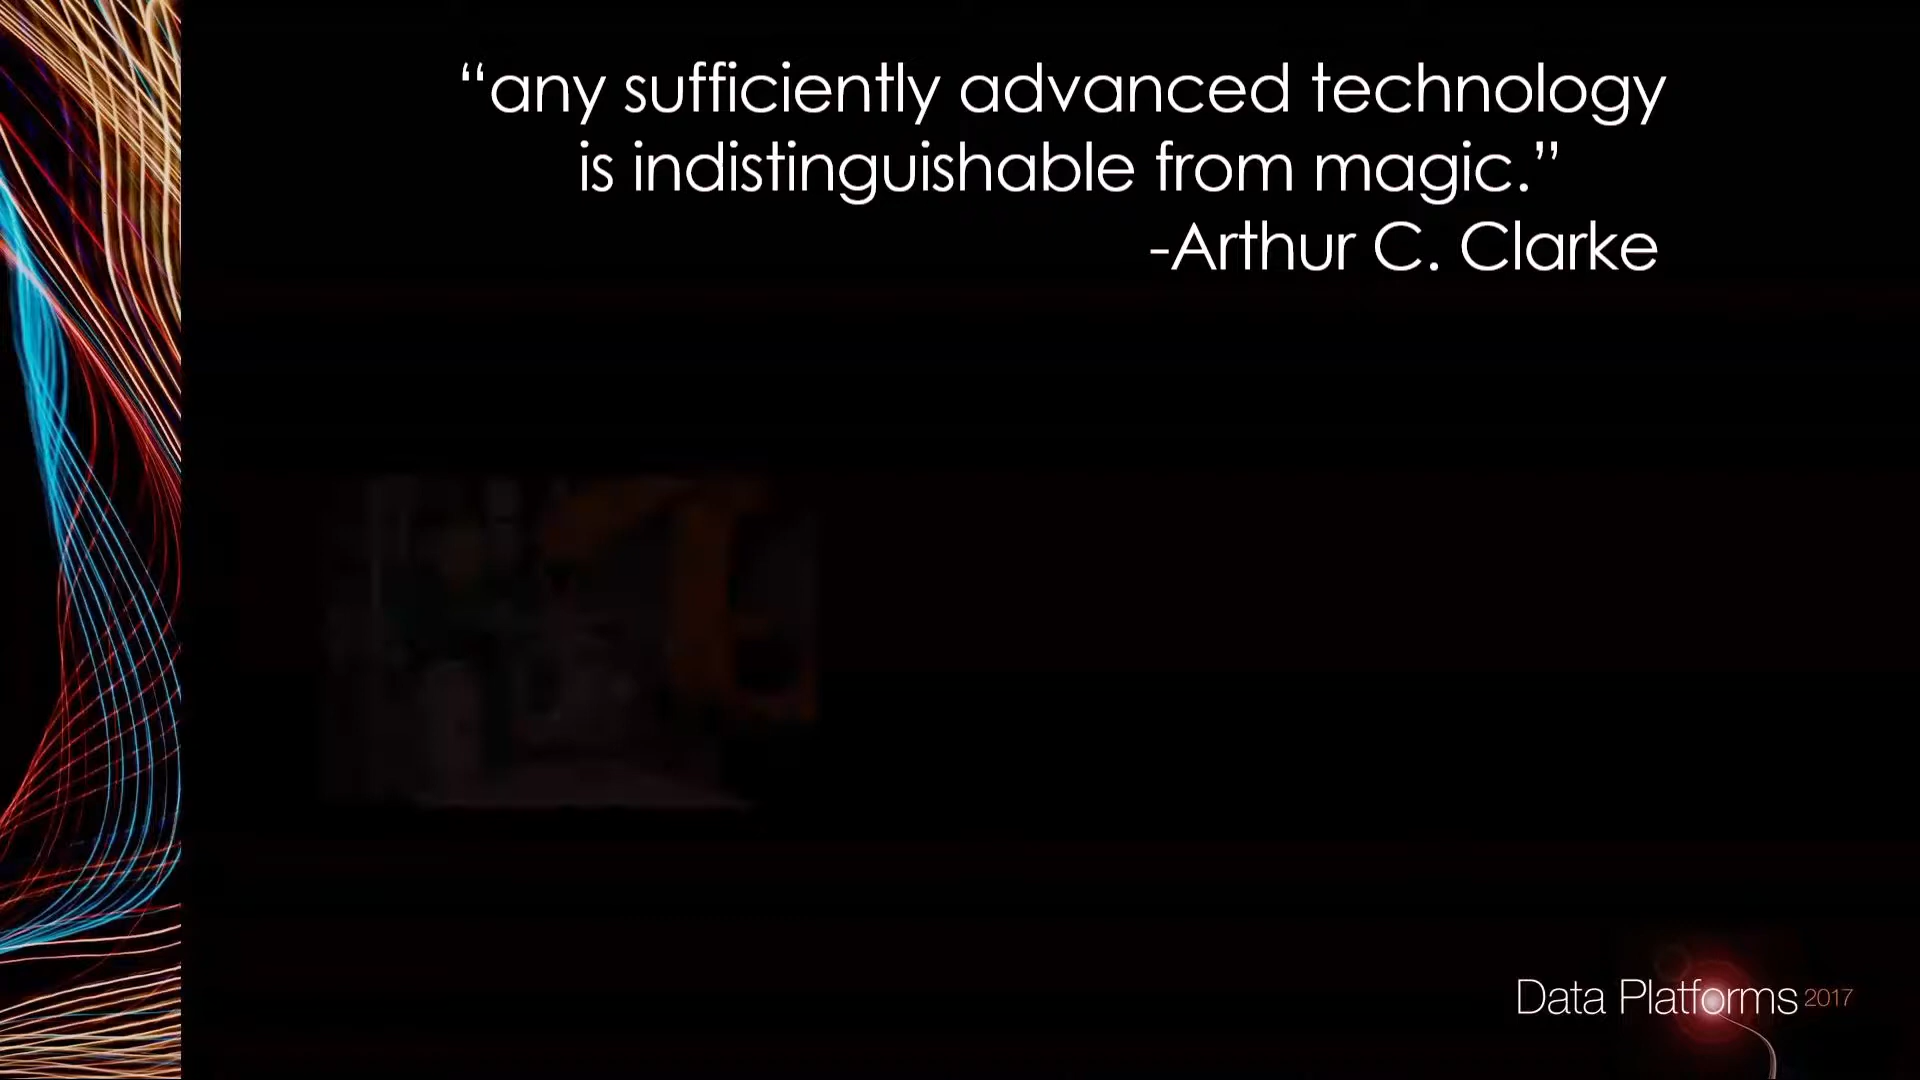 “any sufficiently advanced technology
is indistinguishable from magic.”
-Arthur C. Clarke
Data Platforms 2017